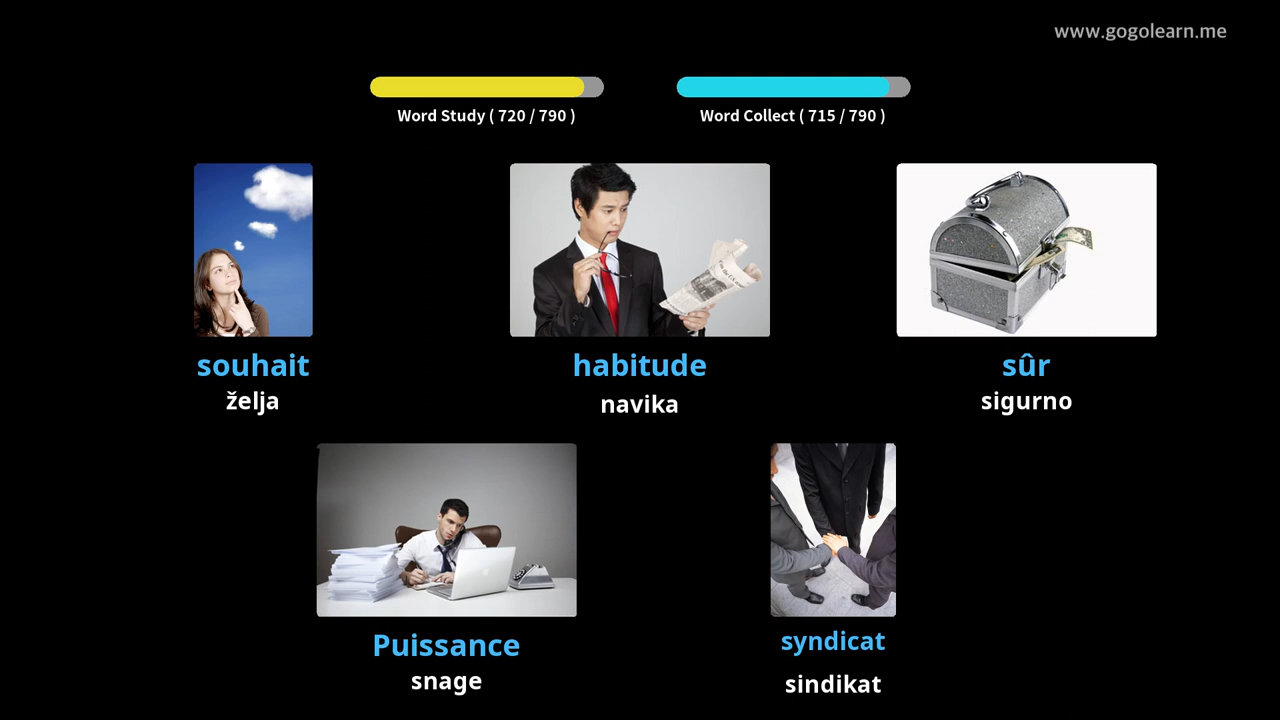 www.gogolearn.me
Word Study ( 720 / 790 )
Word Collect ( 715 / 790 )
souhait
želja
habitude
navika
sûr
sigurno
Puissance
snage
syndicat
sindikat